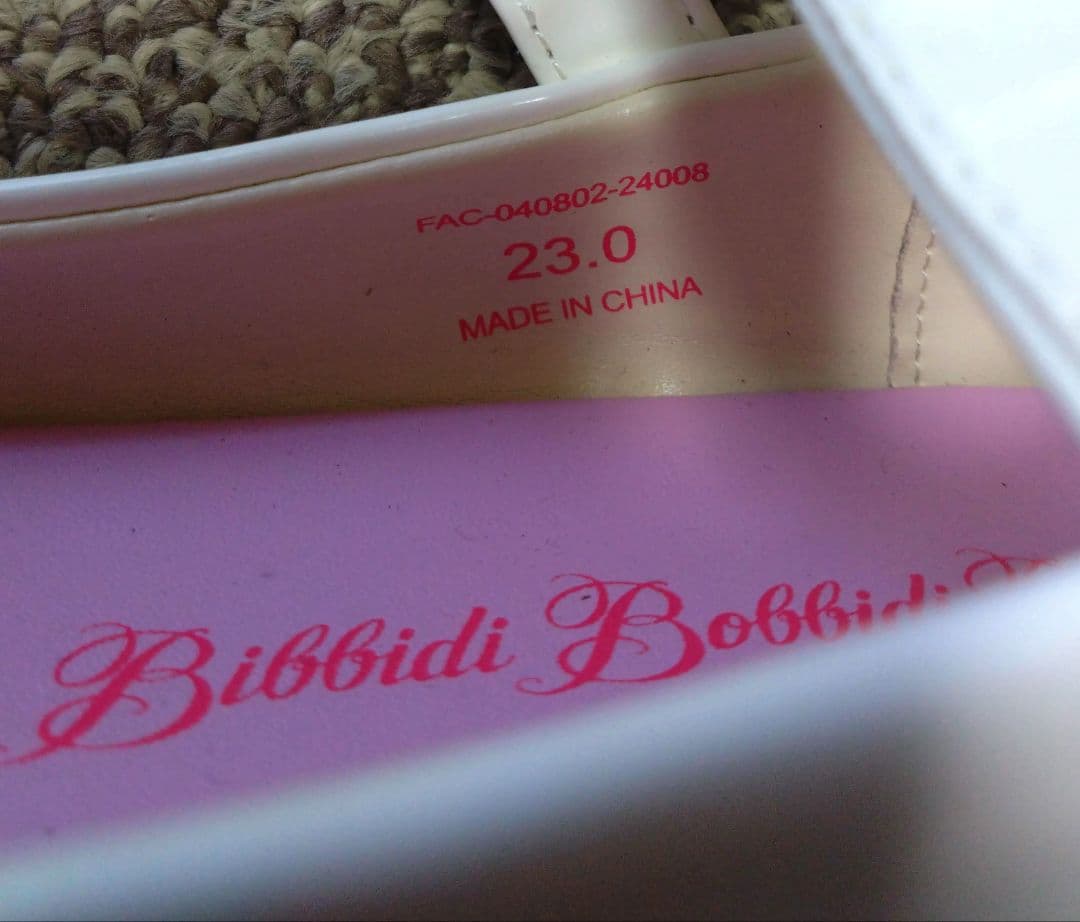 FAC-040802-24008
23.0
MADE IN CHINA
Bibbidi Bobbidi